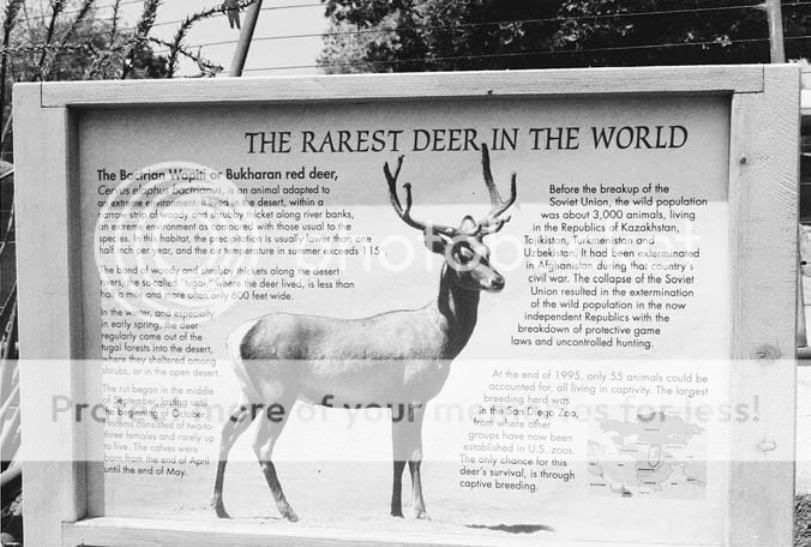 THE RAREST DEER IN THE WORLD
The Bactrian Wapiti or Bukharan red deer,
Cervus elaphus bactrianus, is an animal adapted to
an extreme environment. It lived in the desert, within a
narrow strip of woody and shrubby thicket along river banks,
an extreme environment as compared with those usual to the
species. In this habitat, the precipitation is usually lower than one
half inch per year, and the air temperature in summer exceeds 115°.
The band of woody and shrubby thickets along the desert
rivers, the so-called "tugai," where the deer lived, is less than
half a mile and more often only 600 feet wide.
In the winter, and especially
in early spring, the deer
regularly came out of the
tugai forests into the desert,
where they sheltered among
shrubs, or in the open desert.
The rut began in the middle
of September, lasting until
the beginning of October.
Harems consisted of two-to-
three females and rarely up
to five. The calves were
born from the end of April
until the end of May.
Before the breakup of the
Soviet Union, the wild population
was about 3,000 animals, living
in the Republics of Kazakhstan,
Tajikistan, Turkmenistan and
Uzbekistan. It had been exterminated
in Afghanistan during that country's
civil war. The collapse of the Soviet
Union resulted in the extermination
of the wild population in the now
independent Republics with the
breakdown of protective game
laws and uncontrolled hunting.
At the end of 1995, only 55 animals could be
accounted for, all living in captivity. The largest
breeding herd was
in the San Diego Zoo,
from where other
groups have now been
established in U.S. zoos.
The only chance for this
deer's survival, is through
captive breeding.
photobucket
Protect more of your memories for less!